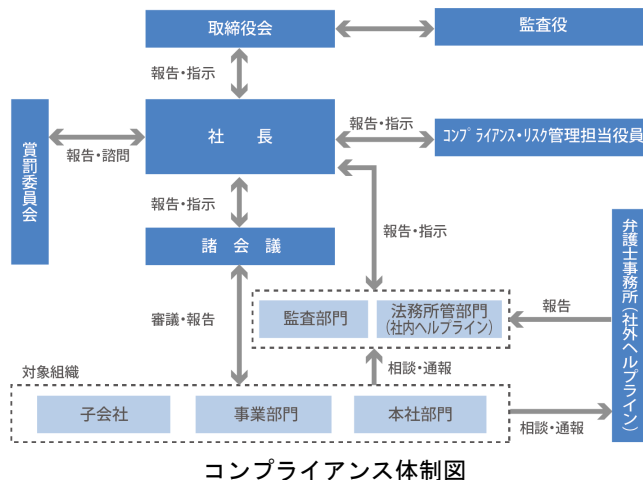 取締役会
監査役
報告・指示
社 長
報告・指示
コンプライアンス・リスク管理担当役員
賞罰委員会
報告・諮問
報告・指示
報告・指示
諸 会 議
弁護士事務所(社外ヘルプライン)
審議・報告
監査部門
法務所管部門
(社内ヘルプライン)
報告
対象組織
相談・通報
子会社
事業部門
本社部門
相談・通報
コンプライアンス体制図